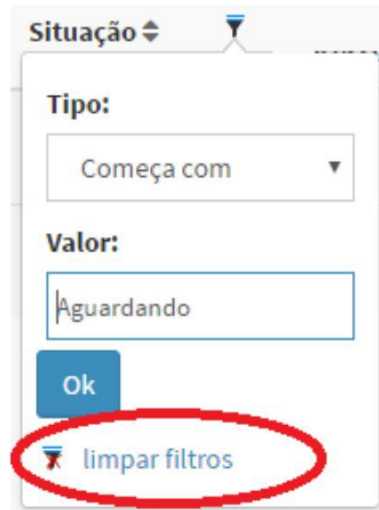 Situação
Tipo:
Começa com
Valor:
Aguardando
Ok
limpar filtros